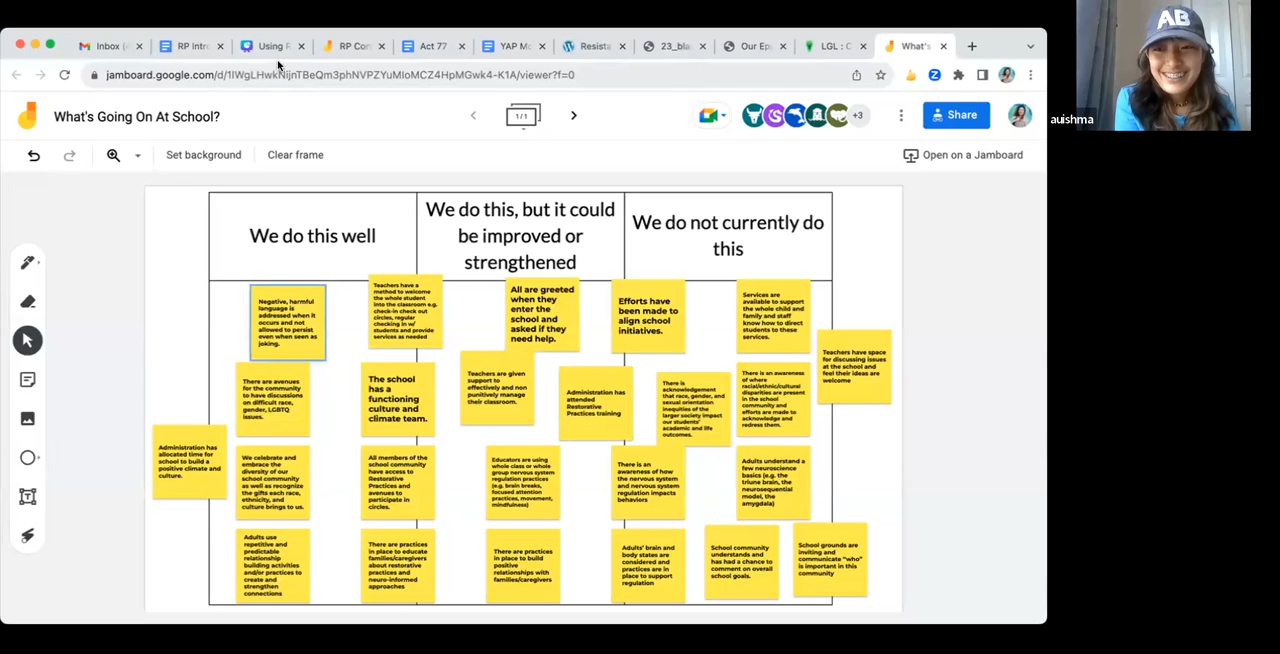 Inbox (
RP Intro
Using R
RP Con
Act 77
YAP Mo
Resista
23_bla
Our Ep
LGL : C
What's
jamboard.google.com/d/1IWgLHwkNijnTBeQm3phNVPZYuMIoMCZ4HpMGwk4-K1A/viewer?f=0
What's Going On At School?
1/1
+3
Share
Set background
Clear frame
Open on a Jamboard
AB
auishma
We do this well
We do this, but it could
be improved or
strengthened
We do not currently do
this
Negative, harmful
language is
addressed when it
occurs and not
allowed to persist
even when seen as
joking.
Teachers have a
method to welcome
the whole student
into the classroom e.g.
check-in check out
circles, regular
checking in w/
students and provide
services as needed
All are greeted
when they
enter the
school and
asked if they
need help.
Efforts have
been made to
align school
initiatives.
Services are
available to support
the whole child and
family and staff
know how to direct
students to these
services.
Teachers have space
for discussing issues
at the school and
feel their ideas are
welcome
There are avenues
for the community
to have discussions
on difficult race,
gender, LGBTQ
issues.
The school
has a
functioning
culture and
climate team.
Teachers are given
support to
effectively and non
punitively manage
their classroom.
Administration has
attended
Restorative
Practices training
There is
acknowledgement
that race, gender, and
sexual orientation
inequities of the
larger society impact
our students'
academic and life
outcomes.
There is an awareness
of where
racial/ethnic/cultural
disparities are present
in the school
community and
efforts are made to
acknowledge and
redress them.
Administration has
allocated time for
school to build a
positive climate and
culture.
We celebrate and
embrace the
diversity of our
school community
as well as recognize
the gifts each race,
ethnicity, and
culture brings to us.
All members of the
school community
have access to
Restorative
Practices and
avenues to
participate in
circles.
Educators are using
whole class or whole
group nervous system
regulation practices
(e.g. brain breaks,
focused attention
practices, movement,
mindfulness)
There is an
awareness of how
the nervous system
and nervous system
regulation impacts
behaviors
Adults understand a
few neuroscience
basics (e.g. the
triune brain, the
neurosequential
model, the
amygdala)
Adults use
repetitive and
predictable
relationship
building activities
and/or practices to
create and
strengthen
connections
There are practices
in place to educate
families/caregivers
about restorative
practices and
neuro-informed
approaches
There are practices
in place to build
positive
relationships with
families/caregivers
Adults' brain and
body states are
considered and
practices are in
place to support
regulation
School community
understands and
has had a chance to
comment on overall
school goals.
School grounds are
inviting and
communicate "who"
is important in this
community